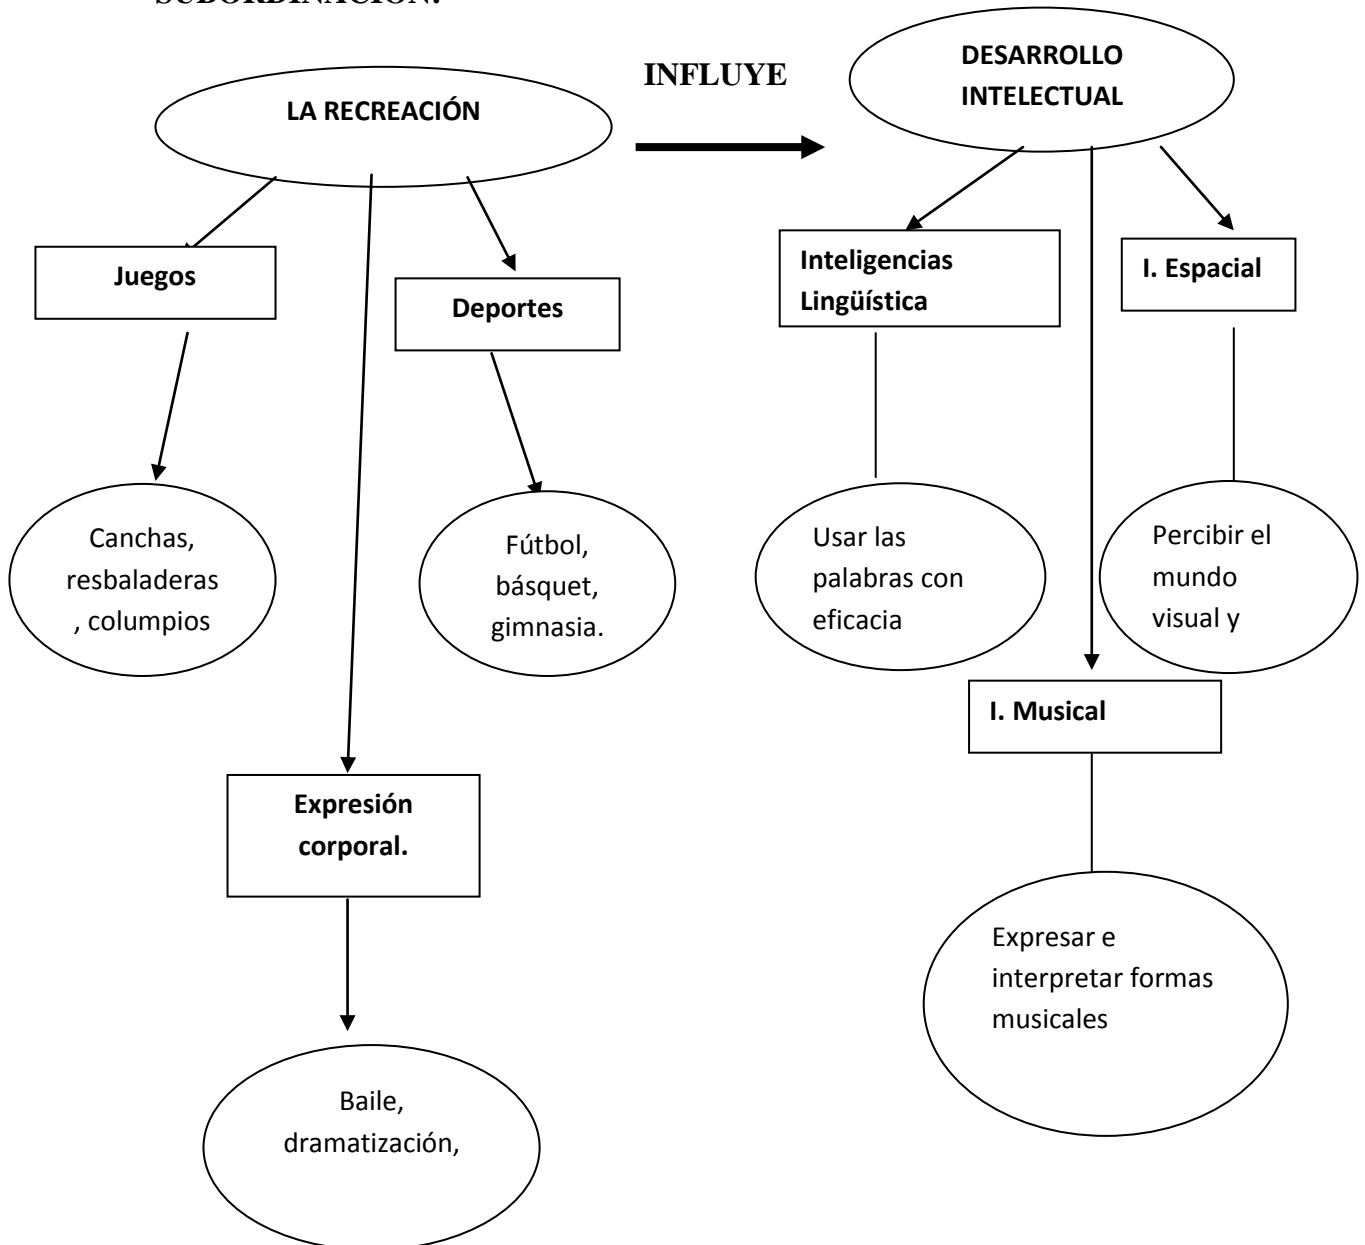 SUBORDINACIÓN.
INFLUYE
LA RECREACIÓN
DESARROLLO
INTELECTUAL
Juegos
Deportes
Inteligencias
Lingüística
I. Espacial
Canchas,
resbaladeras
, columpios
Fútbol,
básquet,
gimnasia.
Usar las
palabras con
eficacia
Percibir el
mundo
visual y
I. Musical
Expresión
corporal.
Expresar e
interpretar formas
musicales
Baile,
dramatización,